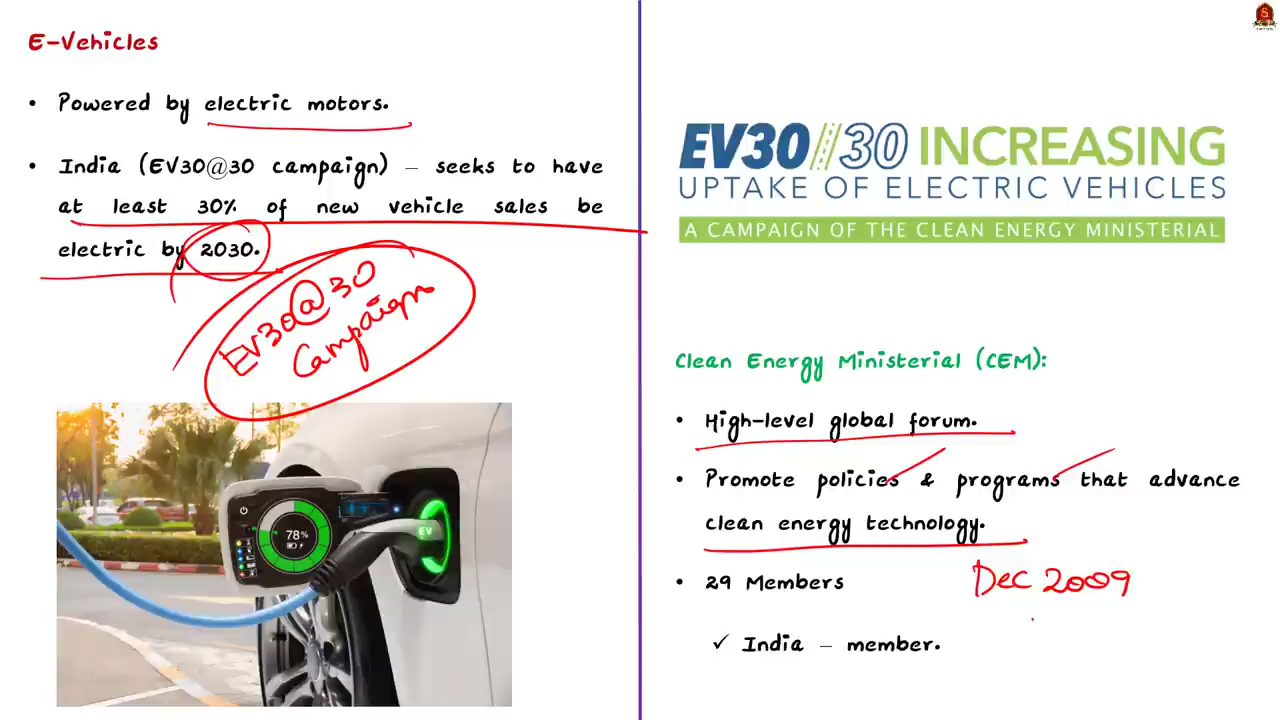 E-Vehicles
• Powered by electric motors.
• India (EV30@30 campaign) – seeks to have
at least 30% of new vehicle sales be
electric by 2030.
EV30@30
Campaign
78%
EV
EV30//30 INCREASING
UPTAKE OF ELECTRIC VEHICLES
A CAMPAIGN OF THE CLEAN ENERGY MINISTERIAL
Clean Energy Ministerial (CEM):
• High-level global forum.
• Promote policies & programs that advance
clean energy technology.
• 29 Members
Dec 2009
✓ India – member.